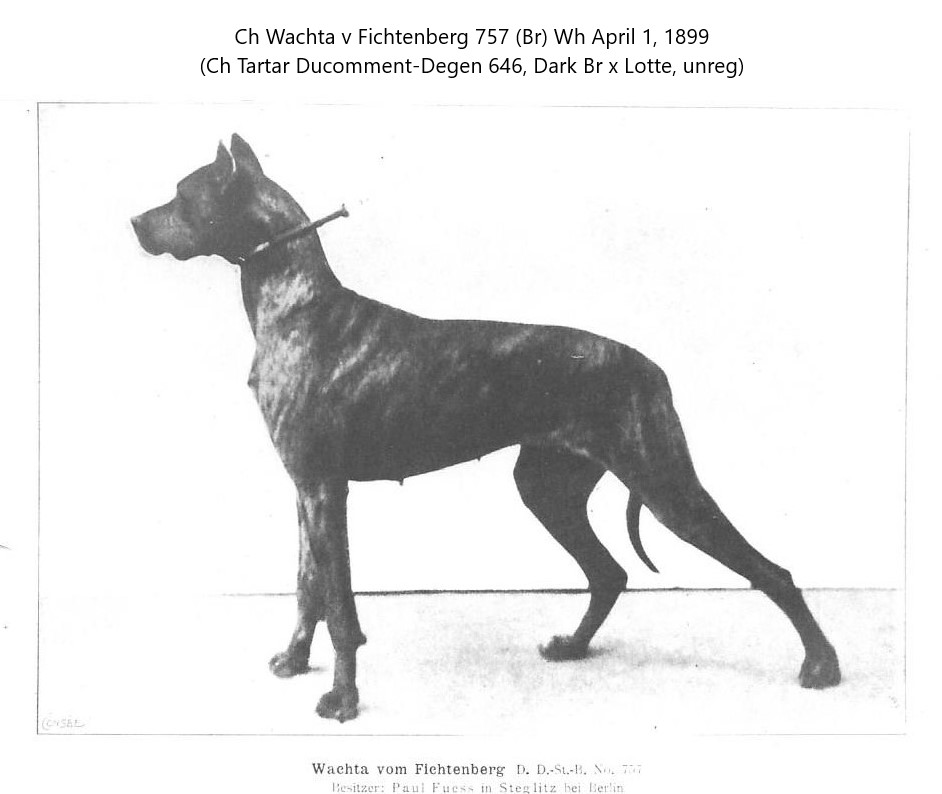 Ch Wachta v Fichtenberg 757 (Br) Wh April 1, 1899
(Ch Tartar Ducomment-Degen 646, Dark Br x Lotte, unreg)
Wachta vom Fichtenberg D. D.-St.-B. No. 757
Besitzer: Paul Fuess in Steglitz bei Berlin